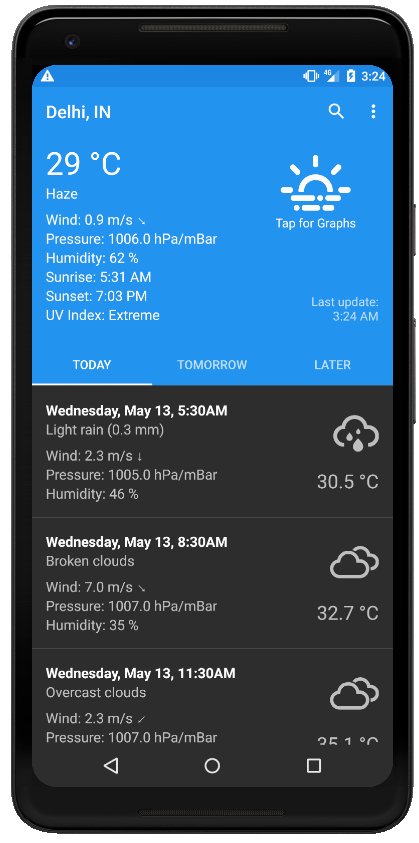 4G 3:24
Delhi, IN
29 °C
Haze
Tap for Graphs
Wind: 0.9 m/s ↘
Pressure: 1006.0 hPa/mBar
Humidity: 62 %
Sunrise: 5:31 AM
Sunset: 7:03 PM
UV Index: Extreme
Last update:
3:24 AM
TODAY TOMORROW LATER
Wednesday, May 13, 5:30AM
Light rain (0.3 mm)
Wind: 2.3 m/s ↓
Pressure: 1005.0 hPa/mBar
Humidity: 46 %
30.5 °C
Wednesday, May 13, 8:30AM
Broken clouds
Wind: 7.0 m/s ↘
Pressure: 1007.0 hPa/mBar
Humidity: 35 %
32.7 °C
Wednesday, May 13, 11:30AM
Overcast clouds
Wind: 2.3 m/s ↙
Pressure: 1007.0 hPa/mBar
35.1 °C